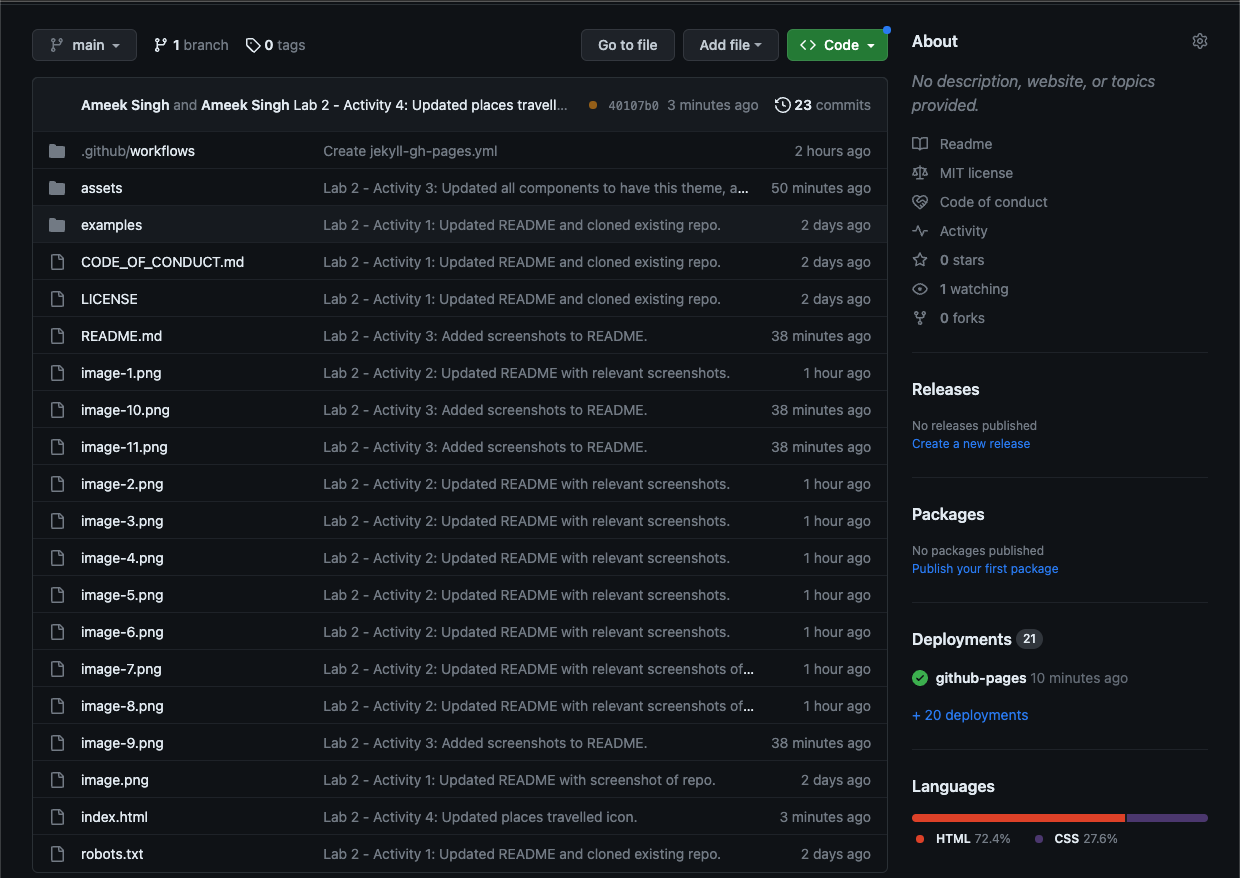 main
1 branch
0 tags
Go to file
Add file
Code
Ameek Singh and Ameek Singh Lab 2 - Activity 4: Updated places travell... 40107b0 3 minutes ago 23 commits
.github/workflows Create jekyll-gh-pages.yml 2 hours ago
assets Lab 2 - Activity 3: Updated all components to have this theme, a... 50 minutes ago
examples Lab 2 - Activity 1: Updated README and cloned existing repo. 2 days ago
CODE_OF_CONDUCT.md Lab 2 - Activity 1: Updated README and cloned existing repo. 2 days ago
LICENSE Lab 2 - Activity 1: Updated README and cloned existing repo. 2 days ago
README.md Lab 2 - Activity 3: Added screenshots to README. 38 minutes ago
image-1.png Lab 2 - Activity 2: Updated README with relevant screenshots. 1 hour ago
image-10.png Lab 2 - Activity 3: Added screenshots to README. 38 minutes ago
image-11.png Lab 2 - Activity 3: Added screenshots to README. 38 minutes ago
image-2.png Lab 2 - Activity 2: Updated README with relevant screenshots. 1 hour ago
image-3.png Lab 2 - Activity 2: Updated README with relevant screenshots. 1 hour ago
image-4.png Lab 2 - Activity 2: Updated README with relevant screenshots. 1 hour ago
image-5.png Lab 2 - Activity 2: Updated README with relevant screenshots. 1 hour ago
image-6.png Lab 2 - Activity 2: Updated README with relevant screenshots. 1 hour ago
image-7.png Lab 2 - Activity 2: Updated README with relevant screenshots of... 1 hour ago
image-8.png Lab 2 - Activity 2: Updated README with relevant screenshots of... 1 hour ago
image-9.png Lab 2 - Activity 3: Added screenshots to README. 38 minutes ago
image.png Lab 2 - Activity 1: Updated README with screenshot of repo. 2 days ago
index.html Lab 2 - Activity 4: Updated places travelled icon. 3 minutes ago
robots.txt Lab 2 - Activity 1: Updated README and cloned existing repo. 2 days ago
About
No description, website, or topics
provided.
Readme
MIT license
Code of conduct
Activity
0 stars
1 watching
0 forks
Releases
No releases published
Create a new release
Packages
No packages published
Publish your first package
Deployments 21
github-pages 10 minutes ago
+ 20 deployments
Languages
HTML 72.4% CSS 27.6%